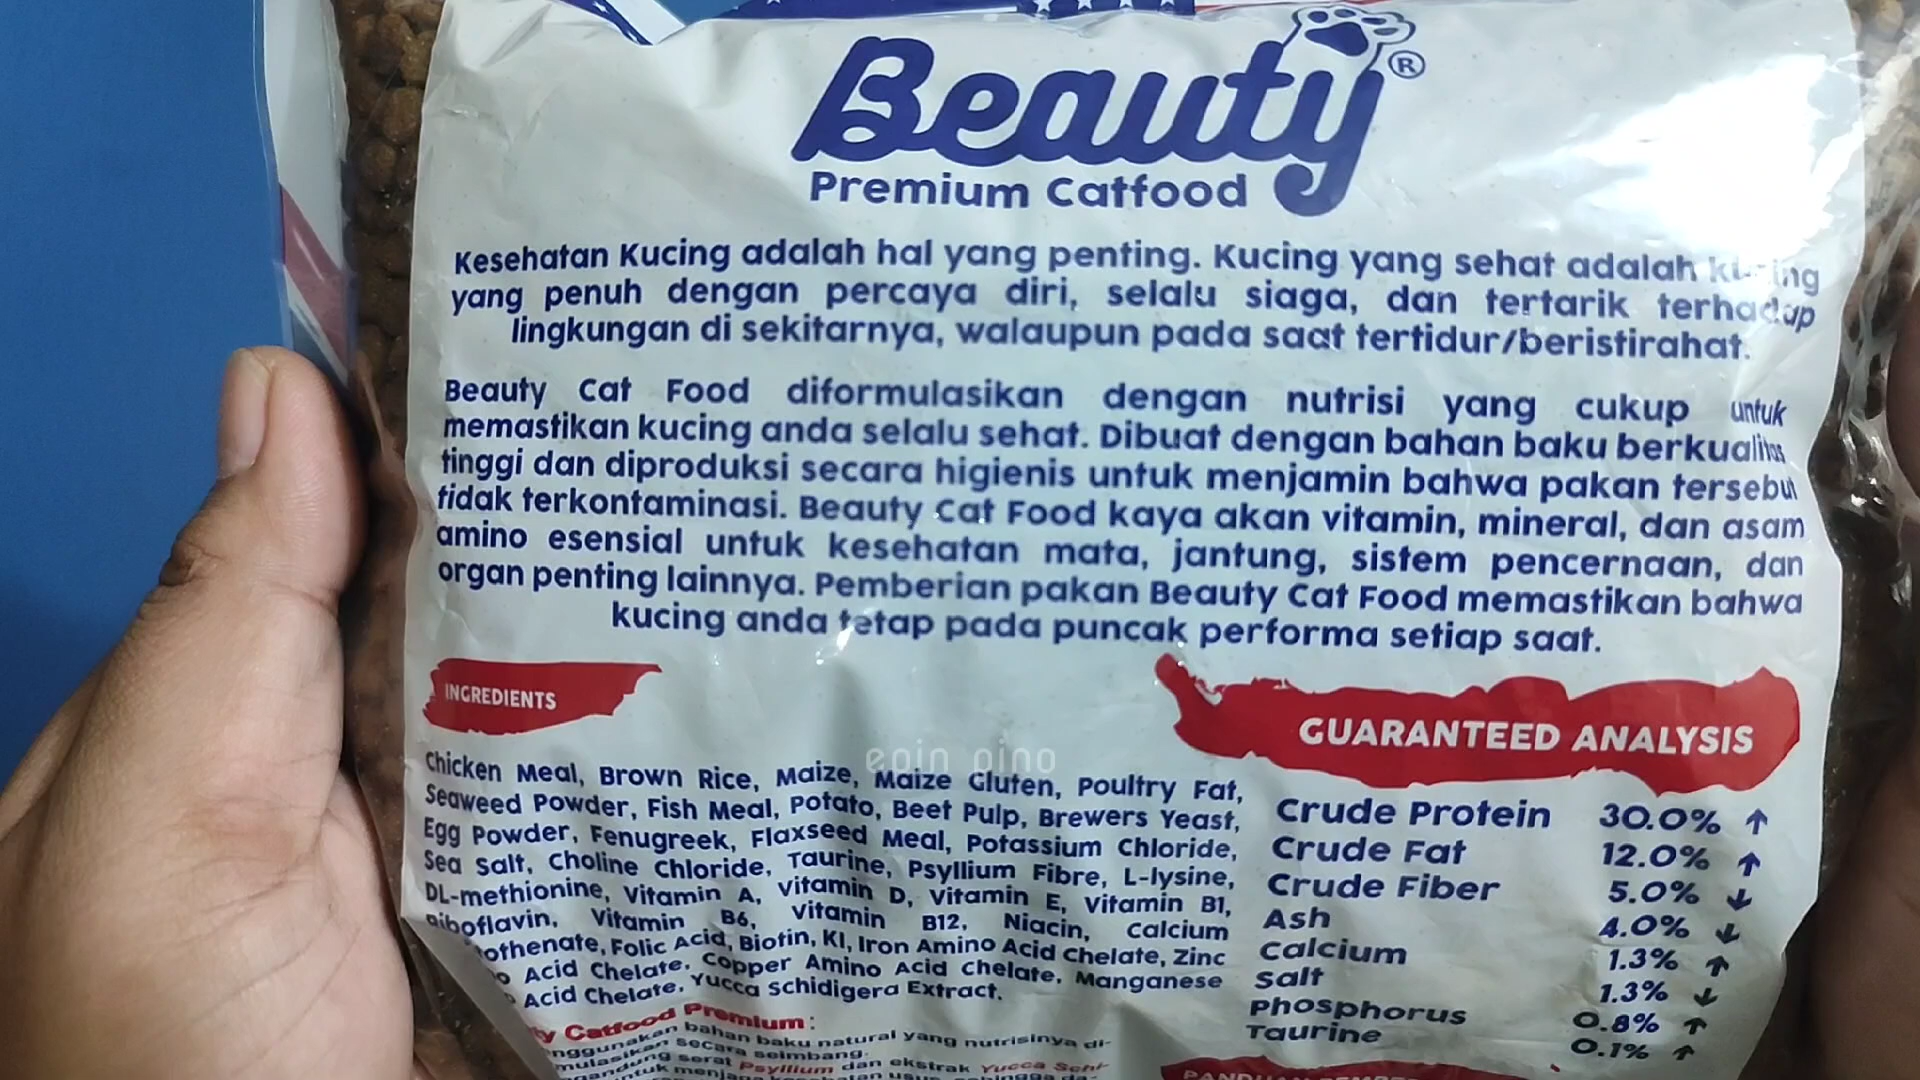 Beauty®
Premium Catfood
Kesehatan Kucing adalah hal yang penting. Kucing yang sehat adalah kucing
yang penuh dengan percaya diri, selalu siaga, dan tertarik terhadap
lingkungan di sekitarnya, walaupun pada saat tertidur/beristirahat.
Beauty Cat Food diformulasikan dengan nutrisi yang cukup untuk
memastikan kucing anda selalu sehat. Dibuat dengan bahan baku berkualitas
tinggi dan diproduksi secara higienis untuk menjamin bahwa pakan tersebut
tidak terkontaminasi. Beauty Cat Food kaya akan vitamin, mineral, dan asam
amino esensial untuk kesehatan mata, jantung, sistem pencernaan, dan
organ penting lainnya. Pemberian pakan Beauty Cat Food memastikan bahwa
kucing anda tetap pada puncak performa setiap saat.
INGREDIENTS
epin pino
Chicken Meal, Brown Rice, Maize, Maize Gluten, Poultry Fat,
Seaweed Powder, Fish Meal, Potato, Beet Pulp, Brewers Yeast,
Egg Powder, Fenugreek, Flaxseed Meal, Potassium Chloride,
Sea Salt, Choline Chloride, Taurine, Psyllium Fibre, L-lysine,
DL-methionine, Vitamin A, Vitamin D, Vitamin E, Vitamin B1,
Riboflavin, Vitamin B6, Vitamin B12, Niacin, Calcium
othenate, Folic Acid, Biotin, KI, Iron Amino Acid Chelate, Zinc
o Acid Chelate, Copper Amino Acid Chelate, Manganese
o Acid Chelate, Yucca Schidigera Extract.
GUARANTEED ANALYSIS
Crude Protein 30.0% ↑
Crude Fat 12.0% ↑
Crude Fiber 5.0% ↓
Ash 4.0% ↓
Calcium 1.3% ↑
Salt 1.3% ↓
Phosphorus 0.8% ↑
Taurine 0.1% ↑
ty Catfood Premium :
nggunakan bahan baku natural yang nutrisinya di-
mulasikan secara seimbang.
ngandung serat Psyllium dan ekstrak Yucca Schi-